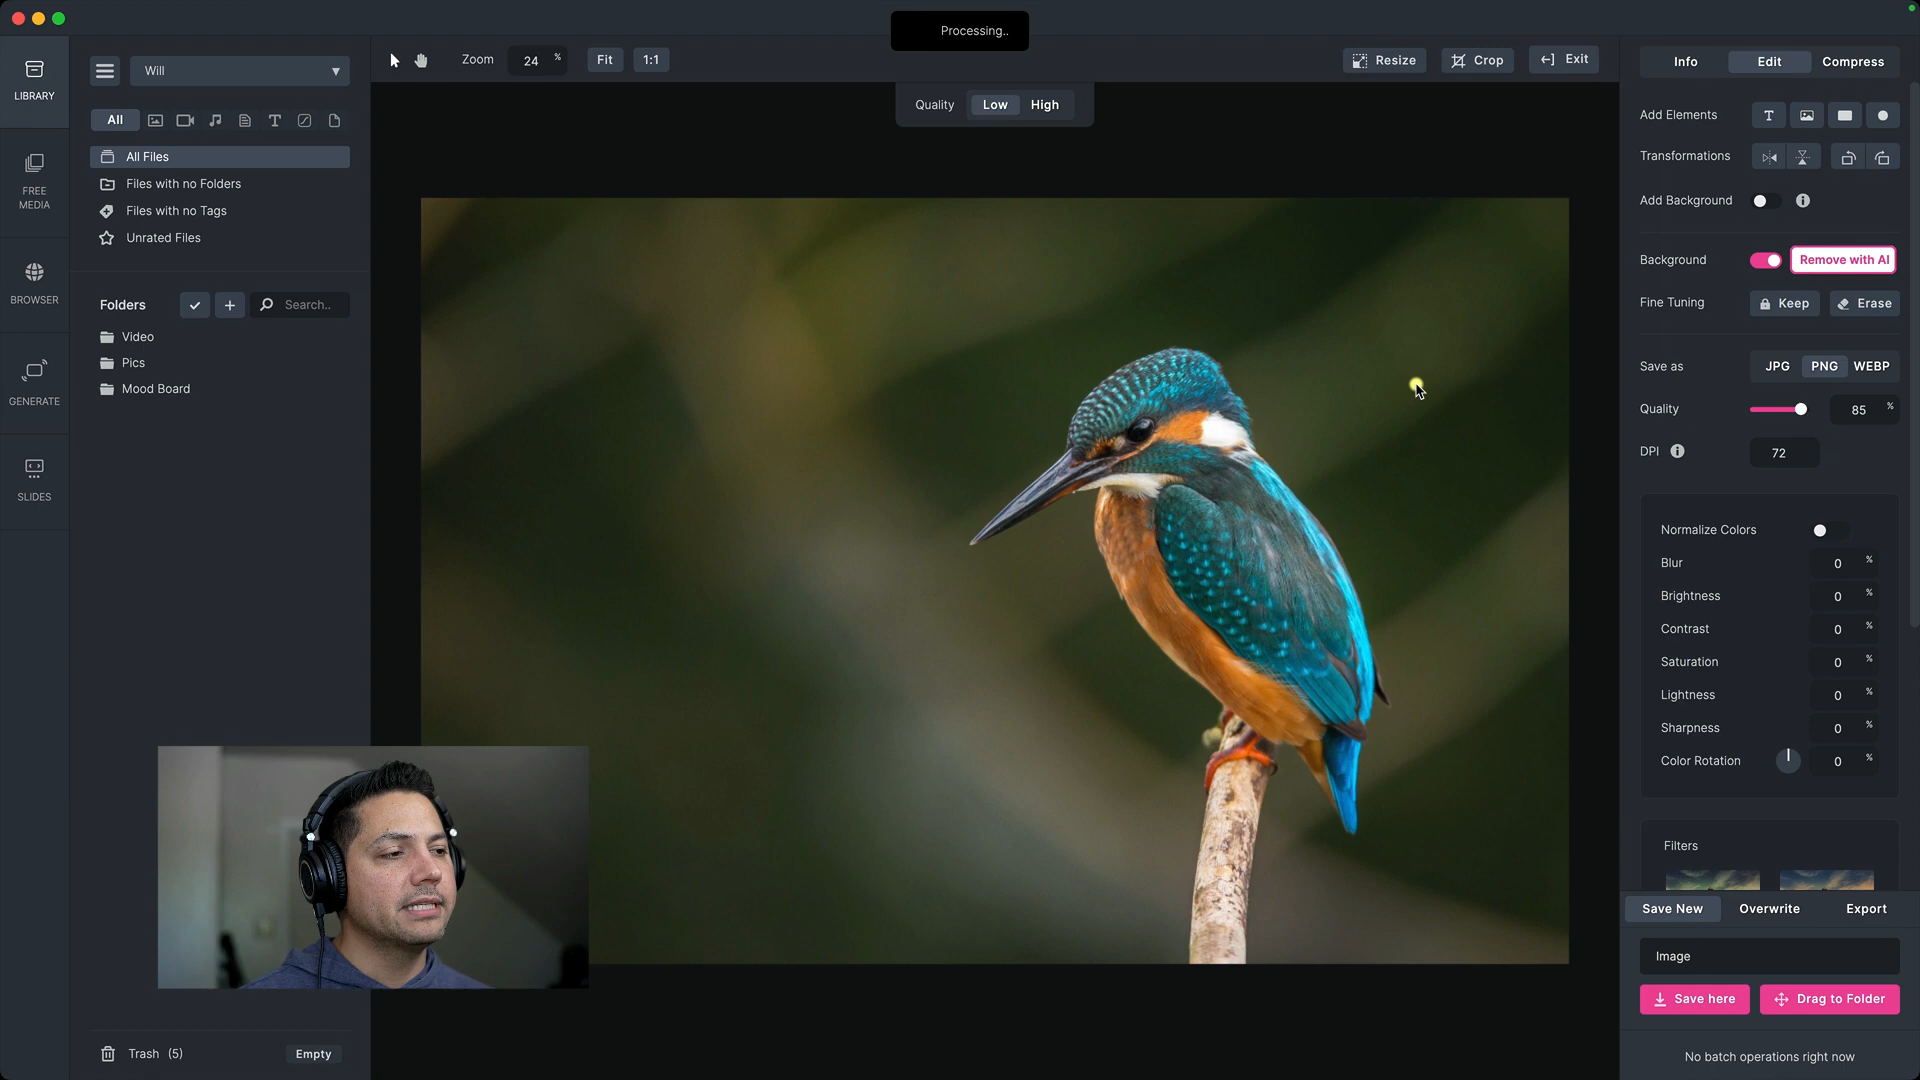 Processing..
LIBRARY
FREE
MEDIA
BROWSER
GENERATE
SLIDES
Will
All
All Files
Files with no Folders
Files with no Tags
Unrated Files
Folders
Search..
Video
Pics
Mood Board
Trash (5)
Empty
Zoom 24 %
Fit
1:1
Resize
Crop
Exit
Quality Low High
Info Edit Compress
Add Elements
Transformations
Add Background
Background Remove with AI
Fine Tuning Keep Erase
Save as JPG PNG WEBP
Quality 85 %
DPI 72
Normalize Colors
Blur 0 %
Brightness 0 %
Contrast 0 %
Saturation 0 %
Lightness 0 %
Sharpness 0 %
Color Rotation 0 %
Filters
Save New Overwrite Export
Image
Save here
Drag to Folder
No batch operations right now